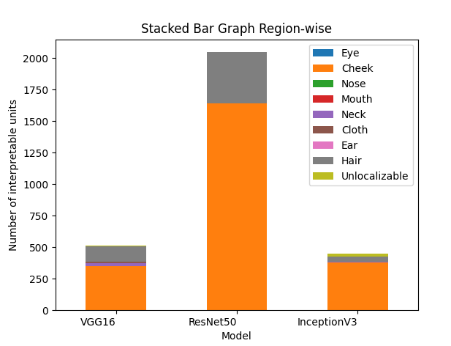 Stacked Bar Graph Region-wise
Number of interpretable units
2000
1750
1500
1250
1000
750
500
250
0
Eye
Cheek
Nose
Mouth
Neck
Cloth
Ear
Hair
Unlocalizable
VGG16 ResNet50 InceptionV3
Model